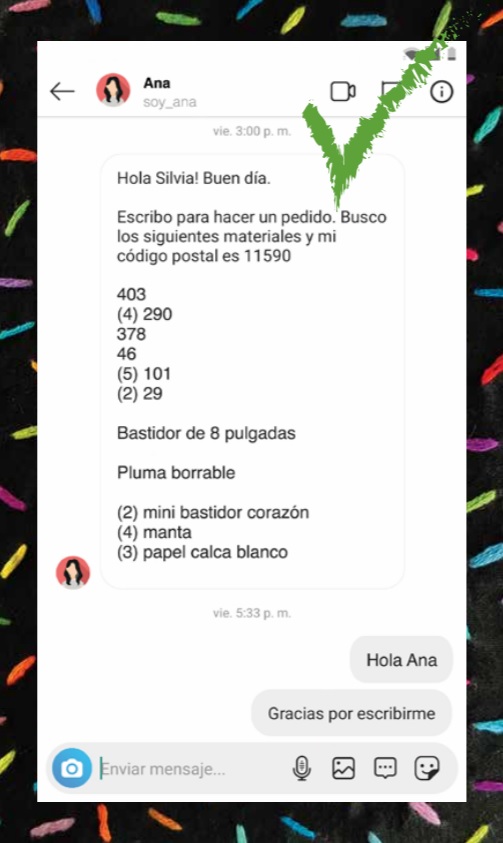 Ana
soy_ana
vie. 3:00 p. m.
Hola Silvia! Buen día.
Escribo para hacer un pedido. Busco
los siguientes materiales y mi
código postal es 11590
403
(4) 290
378
46
(5) 101
(2) 29
Bastidor de 8 pulgadas
Pluma borrable
(2) mini bastidor corazón
(4) manta
(3) papel calca blanco
vie. 5:33 p. m.
Hola Ana
Gracias por escribirme
Enviar mensaje...